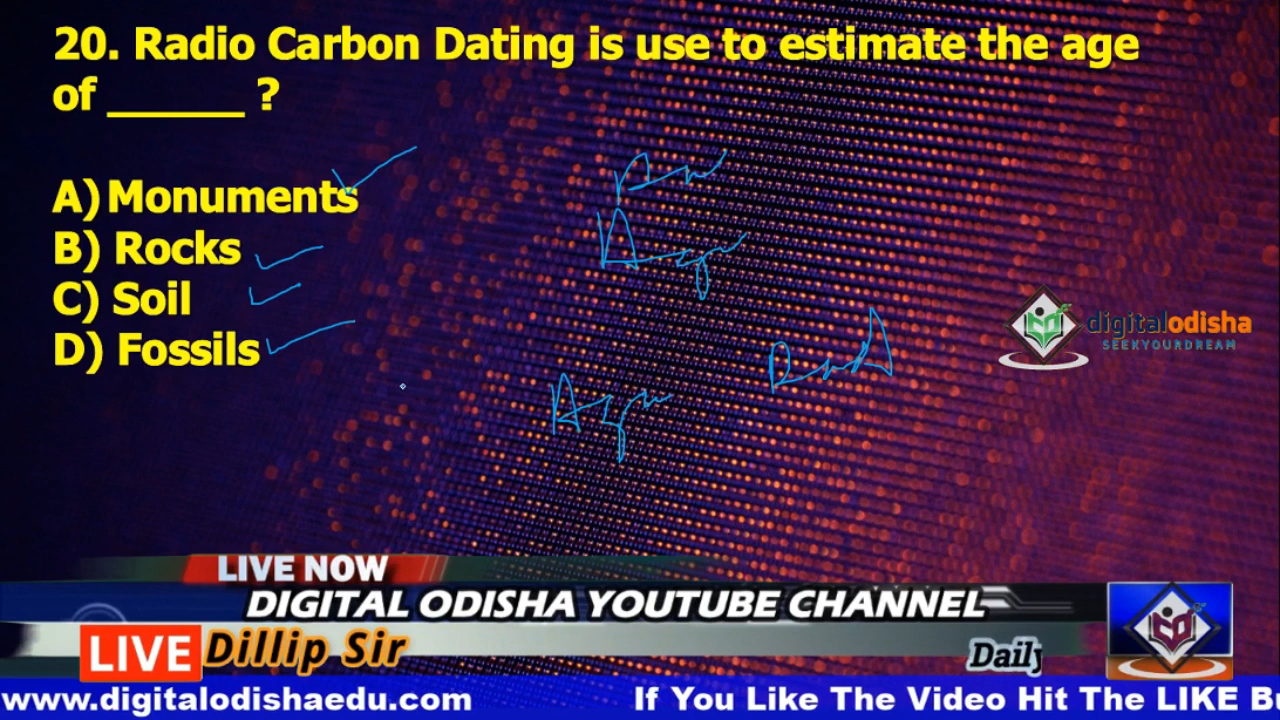 20. Radio Carbon Dating is use to estimate the age
of ______ ?
A) Monuments
B) Rocks
C) Soil
D) Fossils
digitalodisha
SEEKYOURDREAM
LIVE NOW
DIGITAL ODISHA YOUTUBE CHANNEL
LIVE Dillip Sir
Daily
www.digitalodishaedu.com If You Like The Video Hit The LIKE B